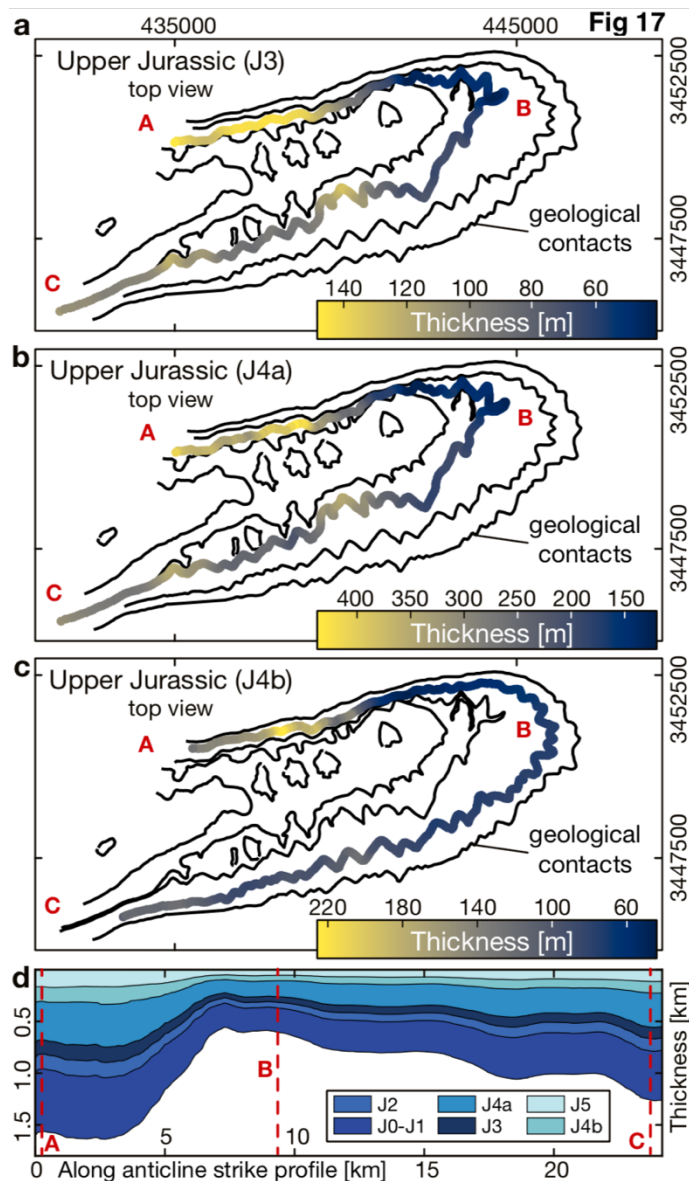 Fig 17
a
435000
445000
Upper Jurassic (J3)
top view
A
B
C
3452500
3447500
geological
contacts
140 120 100 80 60
Thickness [m]
b
Upper Jurassic (J4a)
top view
A
B
C
3452500
3447500
geological
contacts
400 350 300 250 200 150
Thickness [m]
c
Upper Jurassic (J4b)
top view
A
B
C
3452500
3447500
geological
contacts
220 180 140 100 60
Thickness [m]
d
0.5
1.0
1.5
Thickness [km]
A
B
C
J2 J4a J5
J0-J1 J3 J4b
0 5 10 15 20
Along anticline strike profile [km]